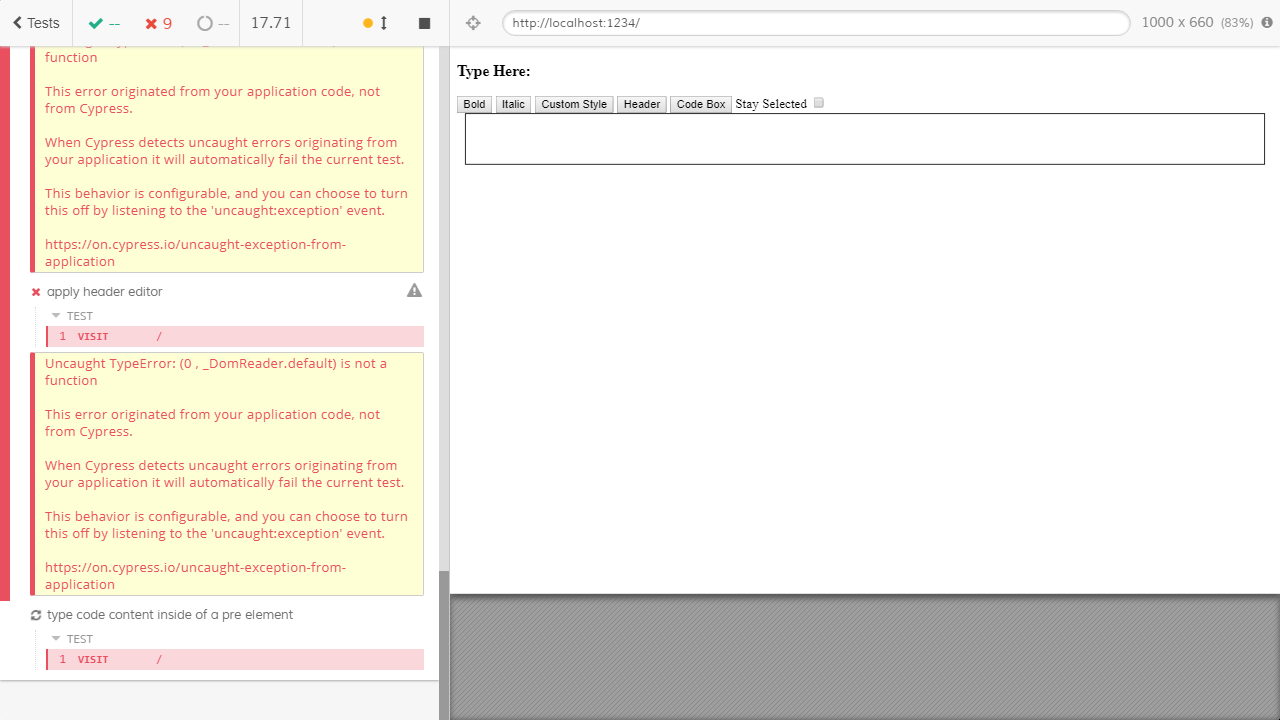 Tests
--
9
--
17.71
http://localhost:1234/
1000 x 660 (83%)
function
This error originated from your application code, not
from Cypress.
When Cypress detects uncaught errors originating from
your application it will automatically fail the current test.
This behavior is configurable, and you can choose to turn
this off by listening to the 'uncaught:exception' event.
https://on.cypress.io/uncaught-exception-from-
application
apply header editor
TEST
1 VISIT /
Uncaught TypeError: (0 , _DomReader.default) is not a
function
This error originated from your application code, not
from Cypress.
When Cypress detects uncaught errors originating from
your application it will automatically fail the current test.
This behavior is configurable, and you can choose to turn
this off by listening to the 'uncaught:exception' event.
https://on.cypress.io/uncaught-exception-from-
application
type code content inside of a pre element
TEST
1 VISIT /
Type Here:
Bold Italic Custom Style Header Code Box Stay Selected